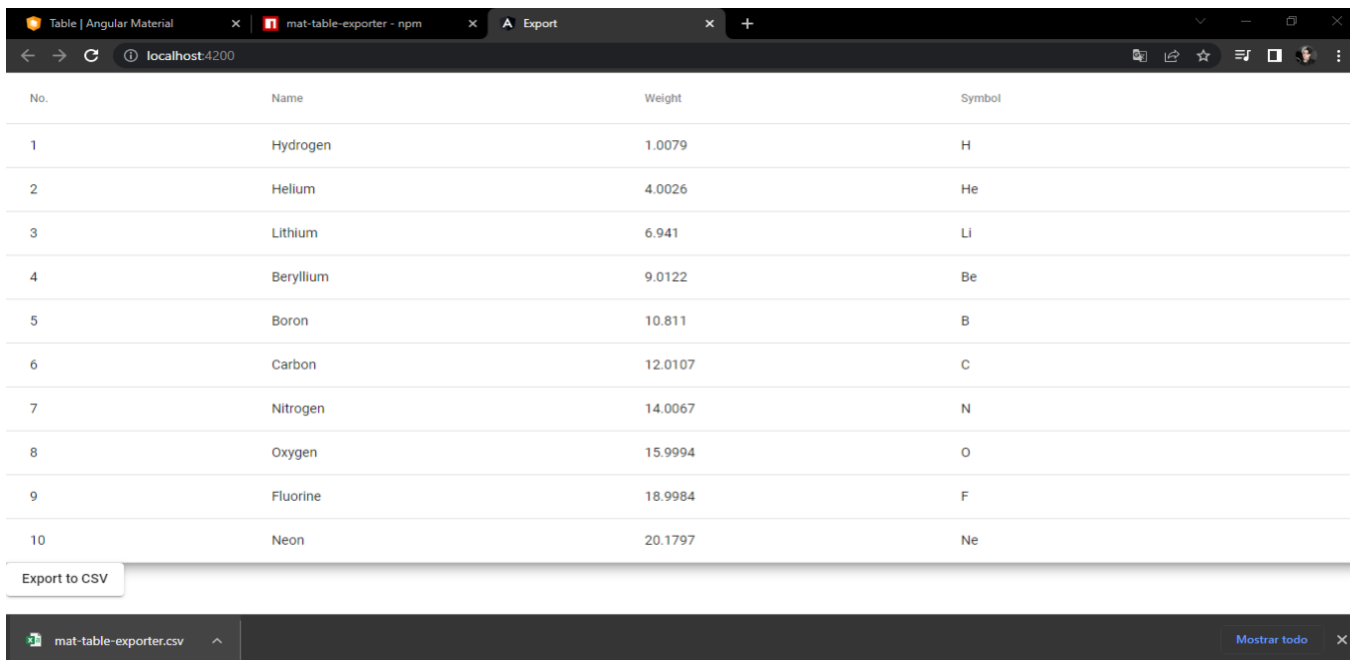 Table | Angular Material mat-table-exporter - npm Export
localhost:4200
No. Name Weight Symbol
1 Hydrogen 1.0079 H
2 Helium 4.0026 He
3 Lithium 6.941 Li
4 Beryllium 9.0122 Be
5 Boron 10.811 B
6 Carbon 12.0107 C
7 Nitrogen 14.0067 N
8 Oxygen 15.9994 O
9 Fluorine 18.9984 F
10 Neon 20.1797 Ne
Export to CSV
mat-table-exporter.csv Mostrar todo